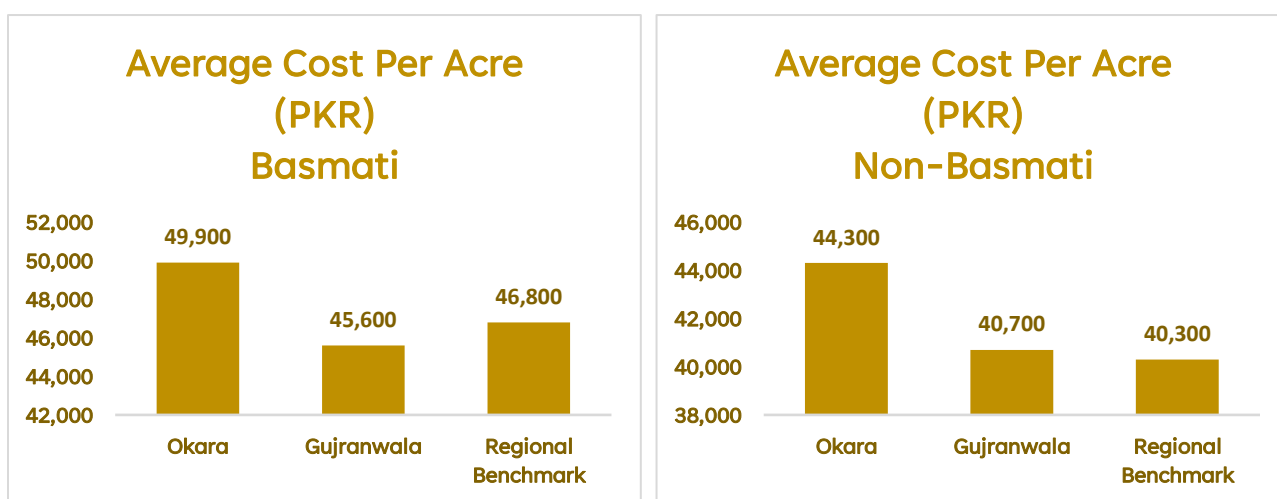 Average Cost Per Acre
(PKR)
Basmati
52,000
50,000
48,000
46,000
44,000
42,000
49,900
45,600
46,800
Okara
Gujranwala
Regional
Benchmark
Average Cost Per Acre
(PKR)
Non-Basmati
46,000
44,000
42,000
40,000
38,000
44,300
40,700
40,300
Okara
Gujranwala
Regional
Benchmark